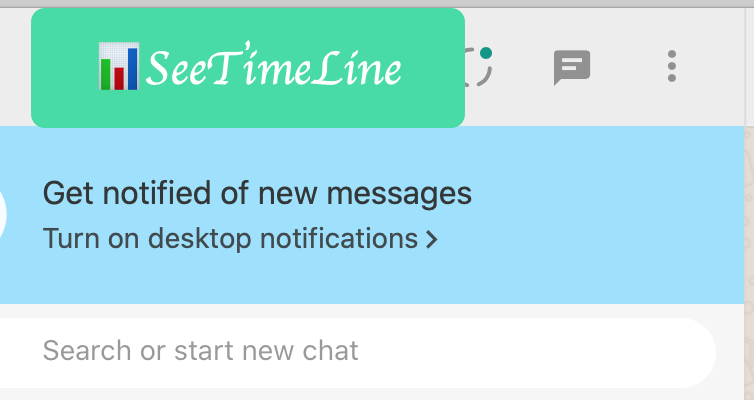 📊SeeTimeLine
Get notified of new messages
Turn on desktop notifications >
Search or start new chat